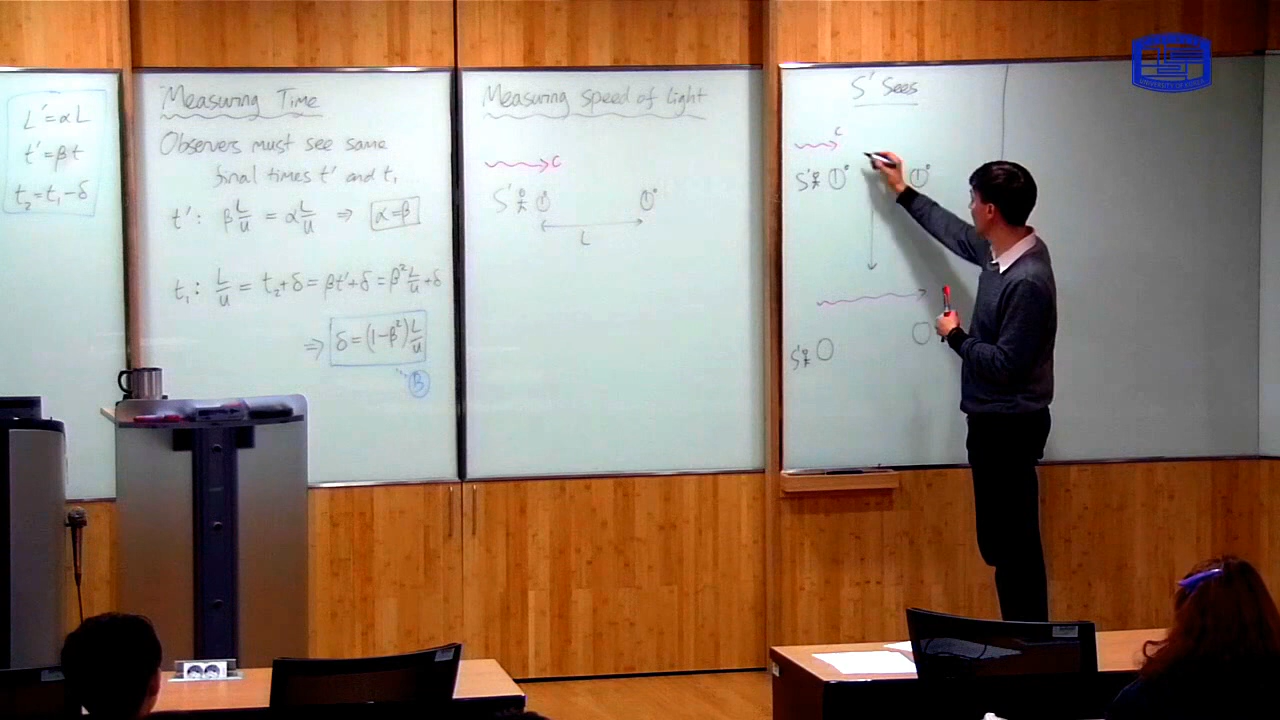 L' = αL
t' = βt
t₂ = t₁ - δ
Measuring Time
Observers must see same
final times t' and t₁
t' : β L/u = α L/u ⇒ α = β
t₁ : L/u = t₂ + δ = βt' + δ = β² L/u + δ
⇒ δ = (1 - β²) L/u
B
Measuring speed of light
c
S'
L
S' Sees
c
S'
S'